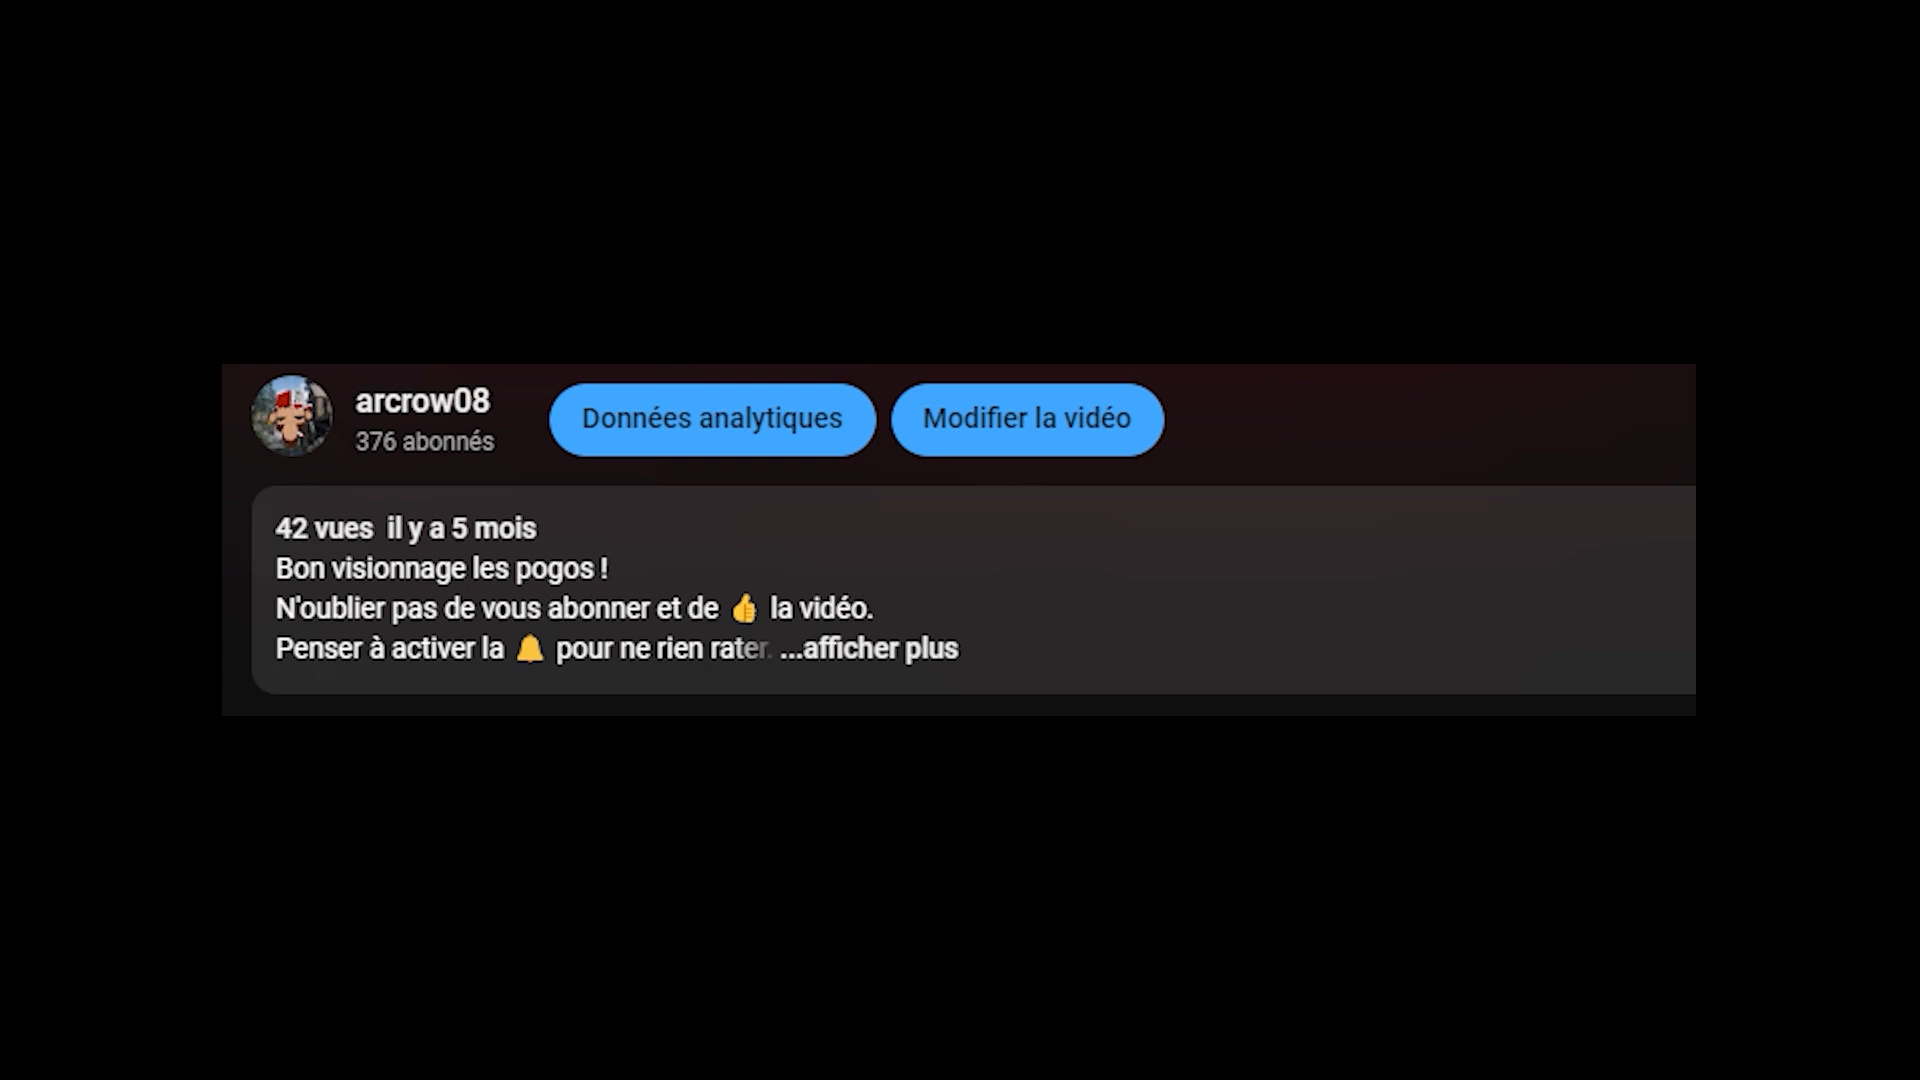 arcrow08
376 abonnés
Données analytiques
Modifier la vidéo
42 vues il y a 5 mois
Bon visionnage les pogos !
N'oublier pas de vous abonner et de 👍 la vidéo.
Penser à activer la 🔔 pour ne rien rater. ...afficher plus